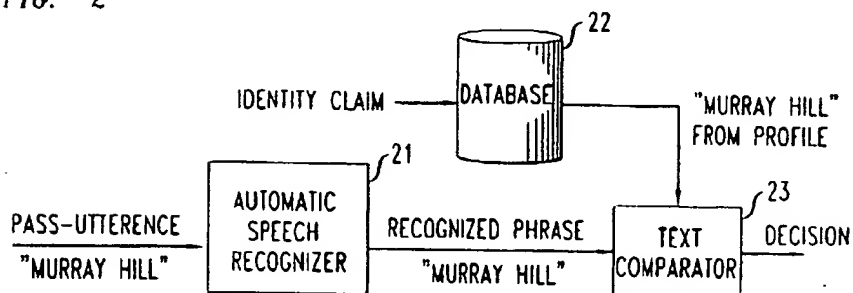 FIG. 2
22
IDENTITY CLAIM
DATABASE
"MURRAY HILL"
FROM PROFILE
21
23
PASS-UTTERENCE
"MURRAY HILL"
AUTOMATIC
SPEECH
RECOGNIZER
RECOGNIZED PHRASE
"MURRAY HILL"
TEXT
COMPARATOR
DECISION